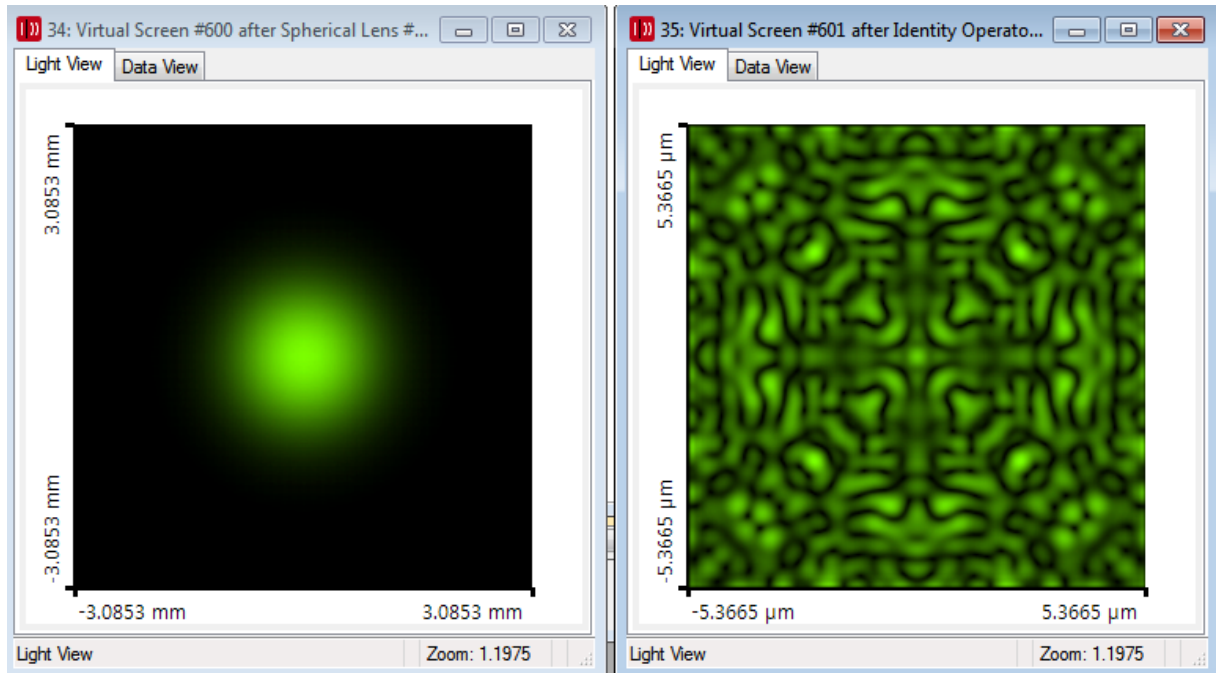 34: Virtual Screen #600 after Spherical Lens #...
Light View Data View
3.0853 mm
-3.0853 mm
-3.0853 mm 3.0853 mm
Light View Zoom: 1.1975
35: Virtual Screen #601 after Identity Operato...
Light View Data View
5.3665 µm
-5.3665 µm
-5.3665 µm 5.3665 µm
Light View Zoom: 1.1975